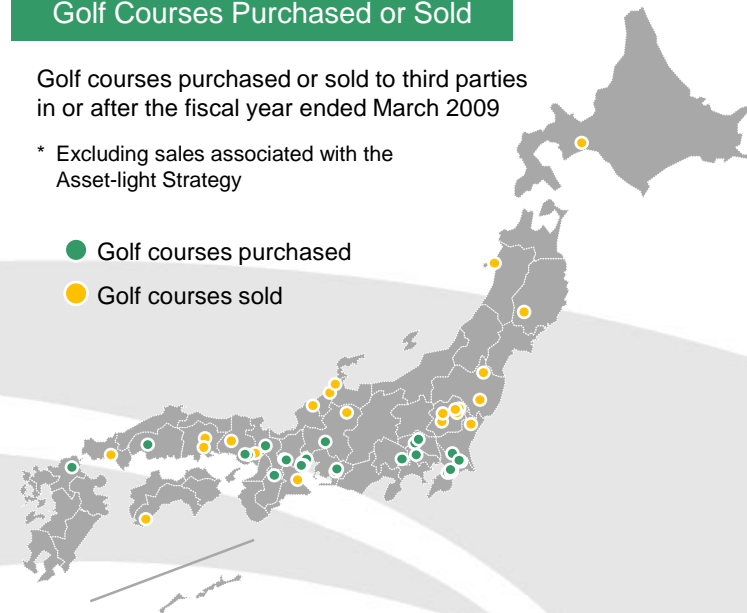 Golf Courses Purchased or Sold
Golf courses purchased or sold to third parties
in or after the fiscal year ended March 2009
* Excluding sales associated with the
Asset-light Strategy
Golf courses purchased
Golf courses sold